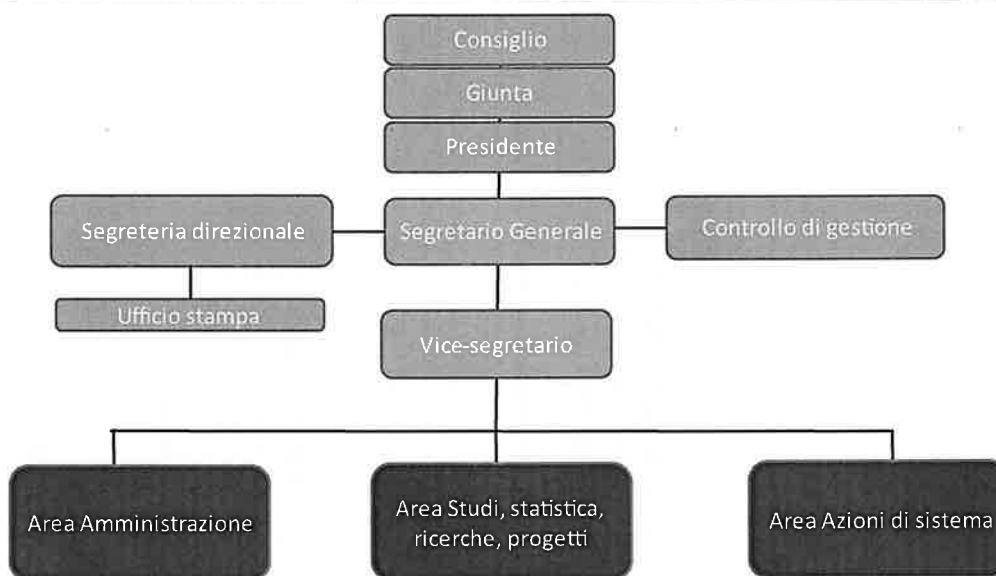 Consiglio
Giunta
Presidente
Segreteria direzionale
Segretario Generale
Controllo di gestione
Ufficio stampa
Vice-segretario
Area Amministrazione
Area Studi, statistica,
ricerche, progetti
Area Azioni di sistema